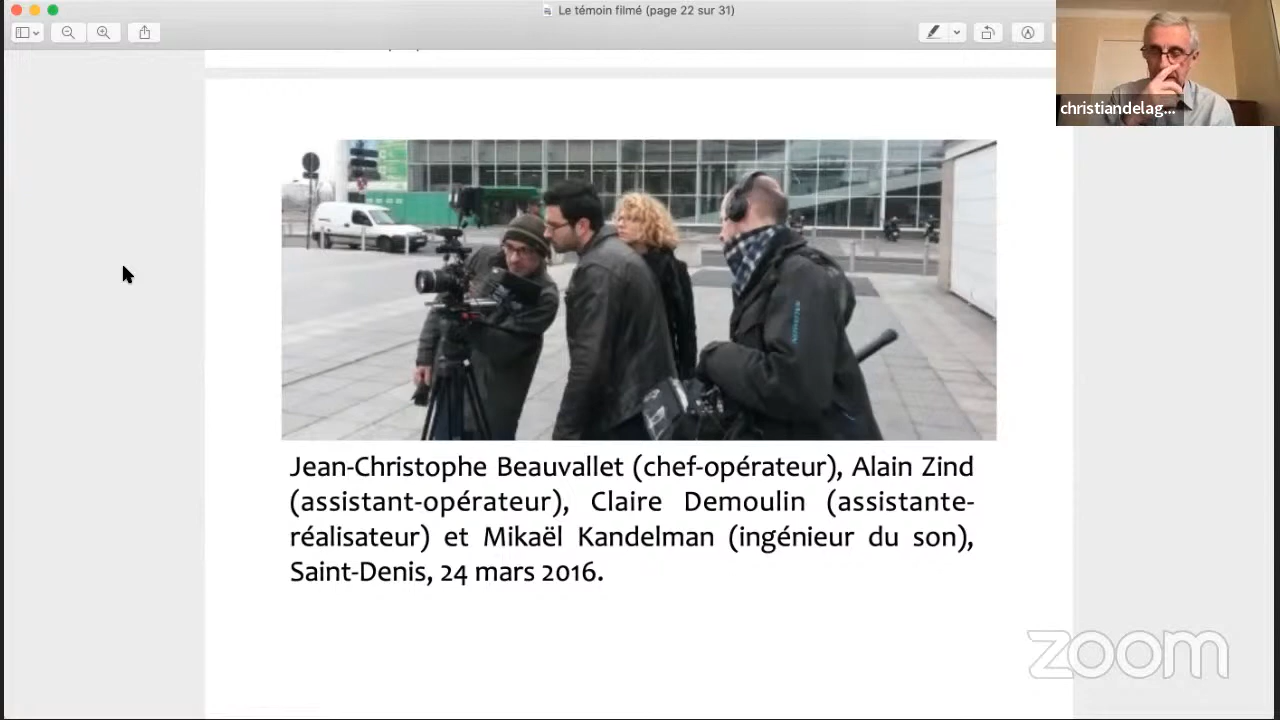 Le témoin filmé (page 22 sur 31)
christiandelag...
Jean-Christophe Beauvallet (chef-opérateur), Alain Zind
(assistant-opérateur), Claire Demoulin (assistante-
réalisateur) et Mikaël Kandelman (ingénieur du son),
Saint-Denis, 24 mars 2016.
zoom